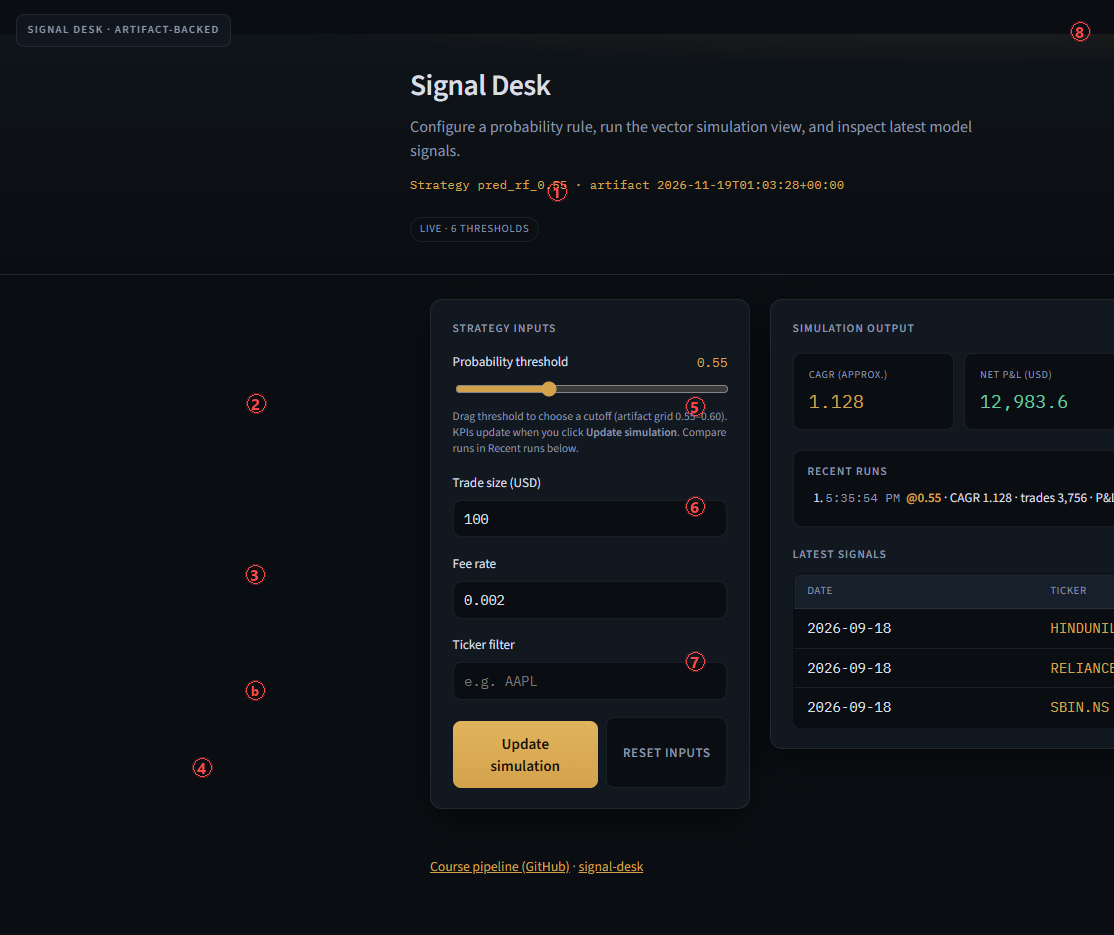 SIGNAL DESK · ARTIFACT-BACKED
⑧
Signal Desk
Configure a probability rule, run the vector simulation view, and inspect latest model
signals.
Strategy pred_rf_0.55 · artifact 2026-11-19T01:03:28+00:00
①
LIVE · 6 THRESHOLDS
STRATEGY INPUTS
Probability threshold 0.55
②
⑤
Drag threshold to choose a cutoff (artifact grid 0.55–0.60).
KPIs update when you click Update simulation. Compare
runs in Recent runs below.
Trade size (USD)
⑥
100
Fee rate
③
0.002
Ticker filter
⑦
e.g. AAPL
ⓑ
Update
simulation
RESET INPUTS
④
SIMULATION OUTPUT
CAGR (APPROX.)
1.128
NET P&L (USD)
12,983.6
RECENT RUNS
1. 5:35:54 PM @0.55 · CAGR 1.128 · trades 3,756 · P&L
LATEST SIGNALS
DATE TICKER
2026-09-18 HINDUNIL
2026-09-18 RELIANCE
2026-09-18 SBIN.NS
Course pipeline (GitHub) · signal-desk